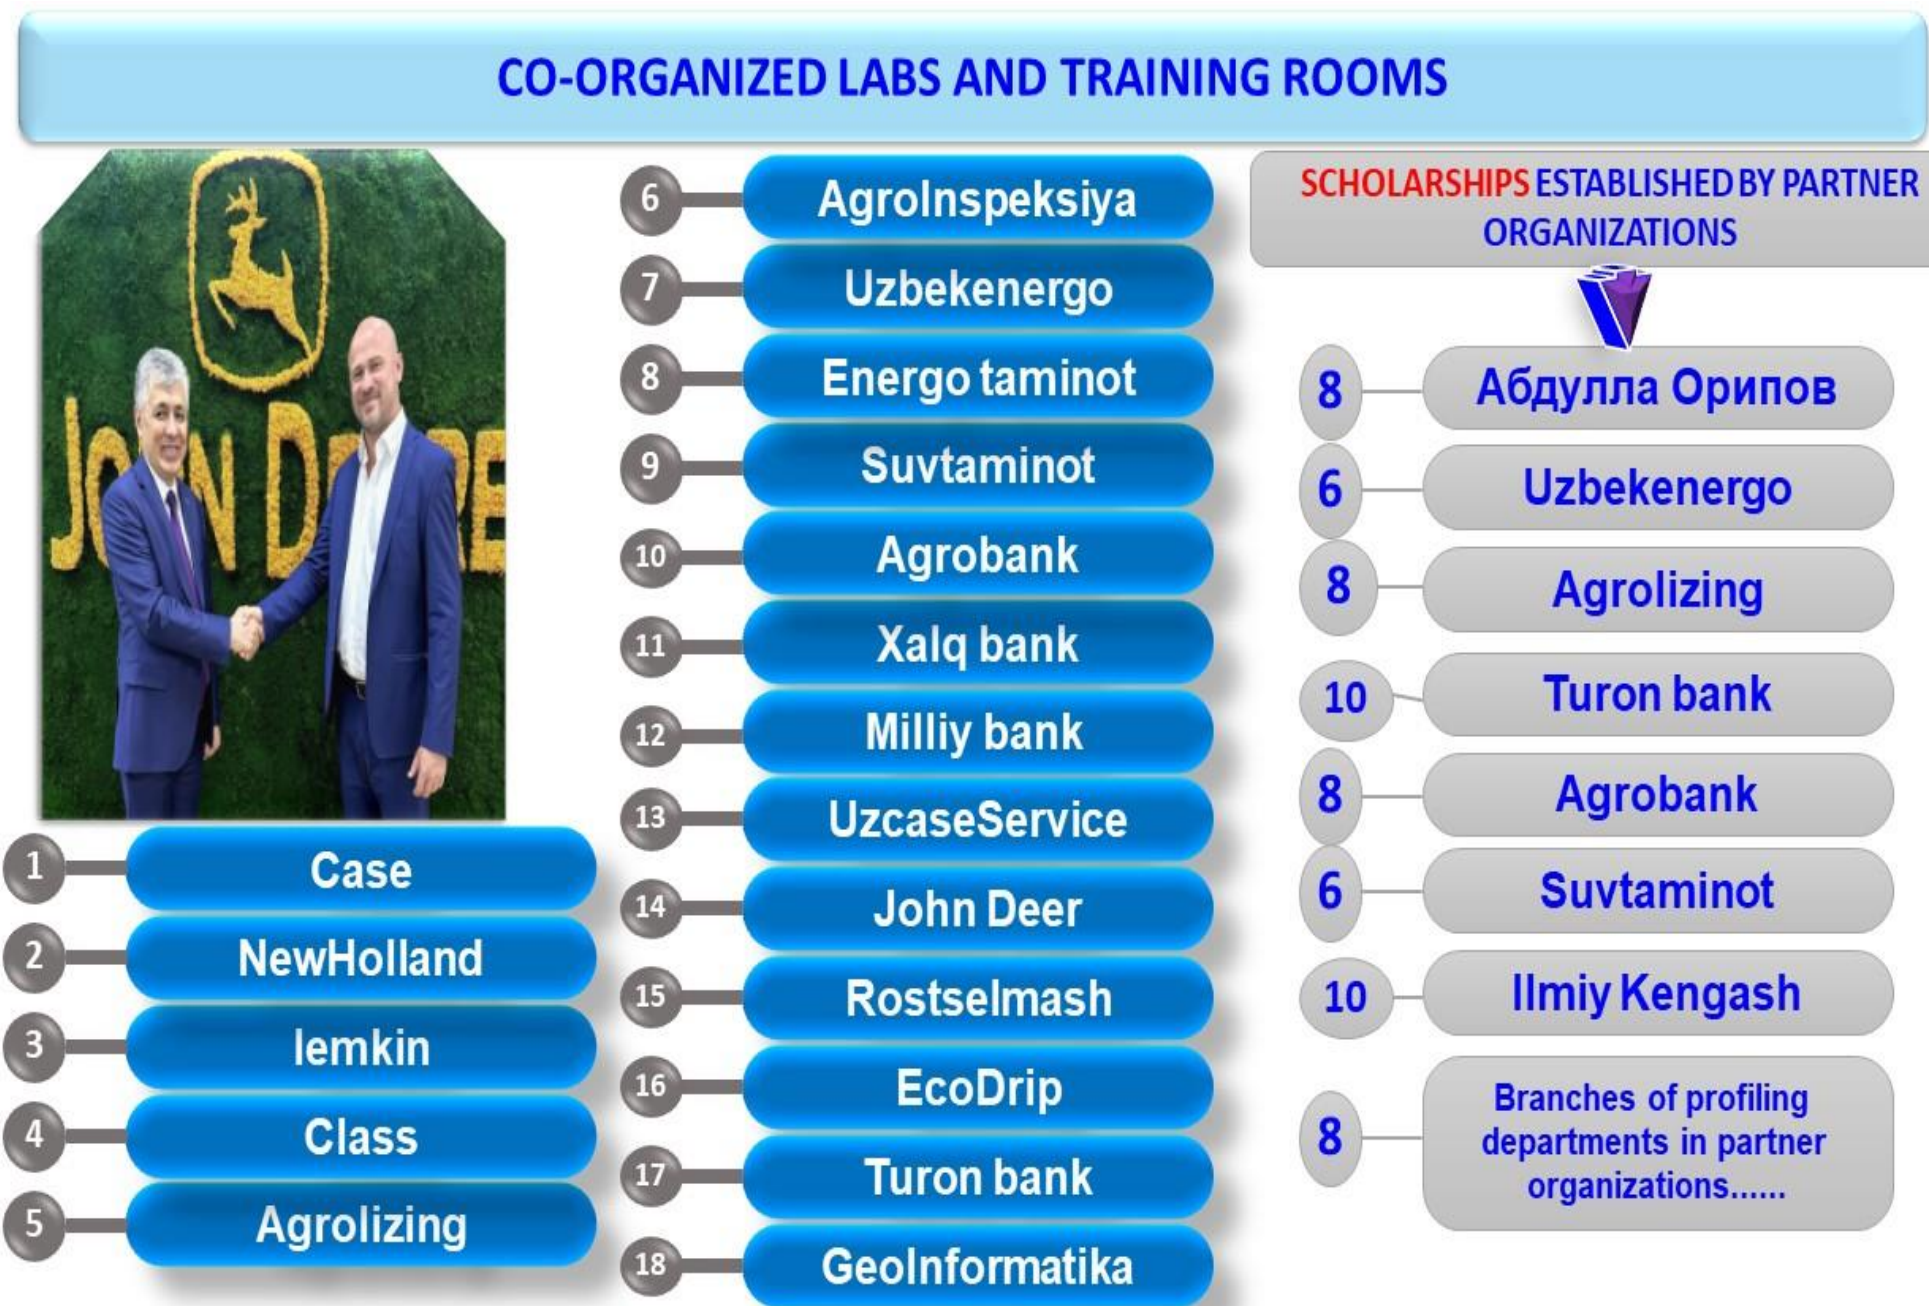 CO-ORGANIZED LABS AND TRAINING ROOMS
JOHN DEERE
1 Case
2 NewHolland
3 lemkin
4 Class
5 Agrolizing
6 AgroInspeksiya
7 Uzbekenergo
8 Energo taminot
9 Suvtaminot
10 Agrobank
11 Xalq bank
12 Milliy bank
13 UzcaseService
14 John Deer
15 Rostselmash
16 EcoDrip
17 Turon bank
18 GeoInformatika
SCHOLARSHIPS ESTABLISHED BY PARTNER
ORGANIZATIONS
8 Абдулла Орипов
6 Uzbekenergo
8 Agrolizing
10 Turon bank
8 Agrobank
6 Suvtaminot
10 Ilmiy Kengash
8 Branches of profiling
departments in partner
organizations......